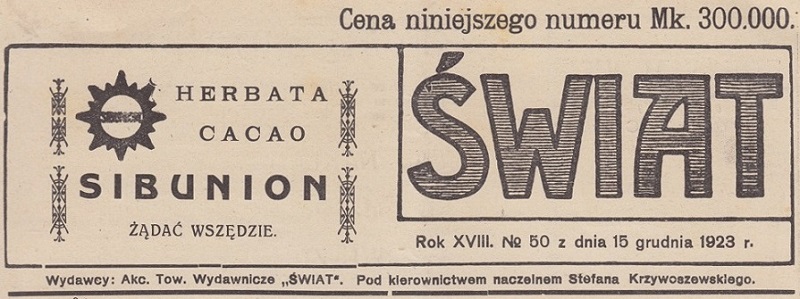 Cena niniejszego numeru Mk. 300.000.
HERBATA
CACAO
SIBUNION
ŻĄDAĆ WSZĘDZIE.
ŚWIAT
Rok XVIII. № 50 z dnia 15 grudnia 1923 r.
Wydawcy: Akc. Tow. Wydawnicze „ŚWIAT“. Pod kierownictwem naczelnem Stefana Krzywoszewskiego.